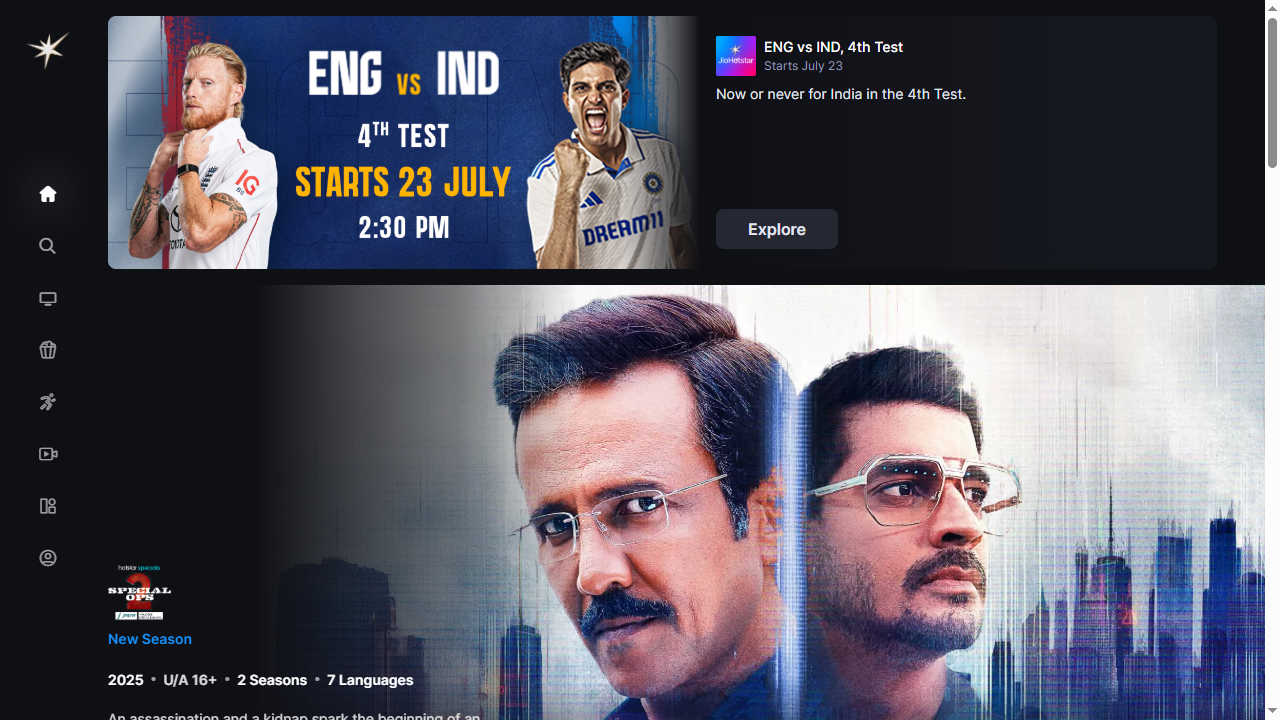 ENG VS IND
4TH TEST
STARTS 23 JULY
2:30 PM
IG
DREAM11
JioHotstar
ENG vs IND, 4th Test
Starts July 23
Now or never for India in the 4th Test.
Explore
hotstar specials
SPECIAL
OPS
2
New Season
2025 • U/A 16+ • 2 Seasons • 7 Languages
An assassination and a kidnap spark the beginning of an